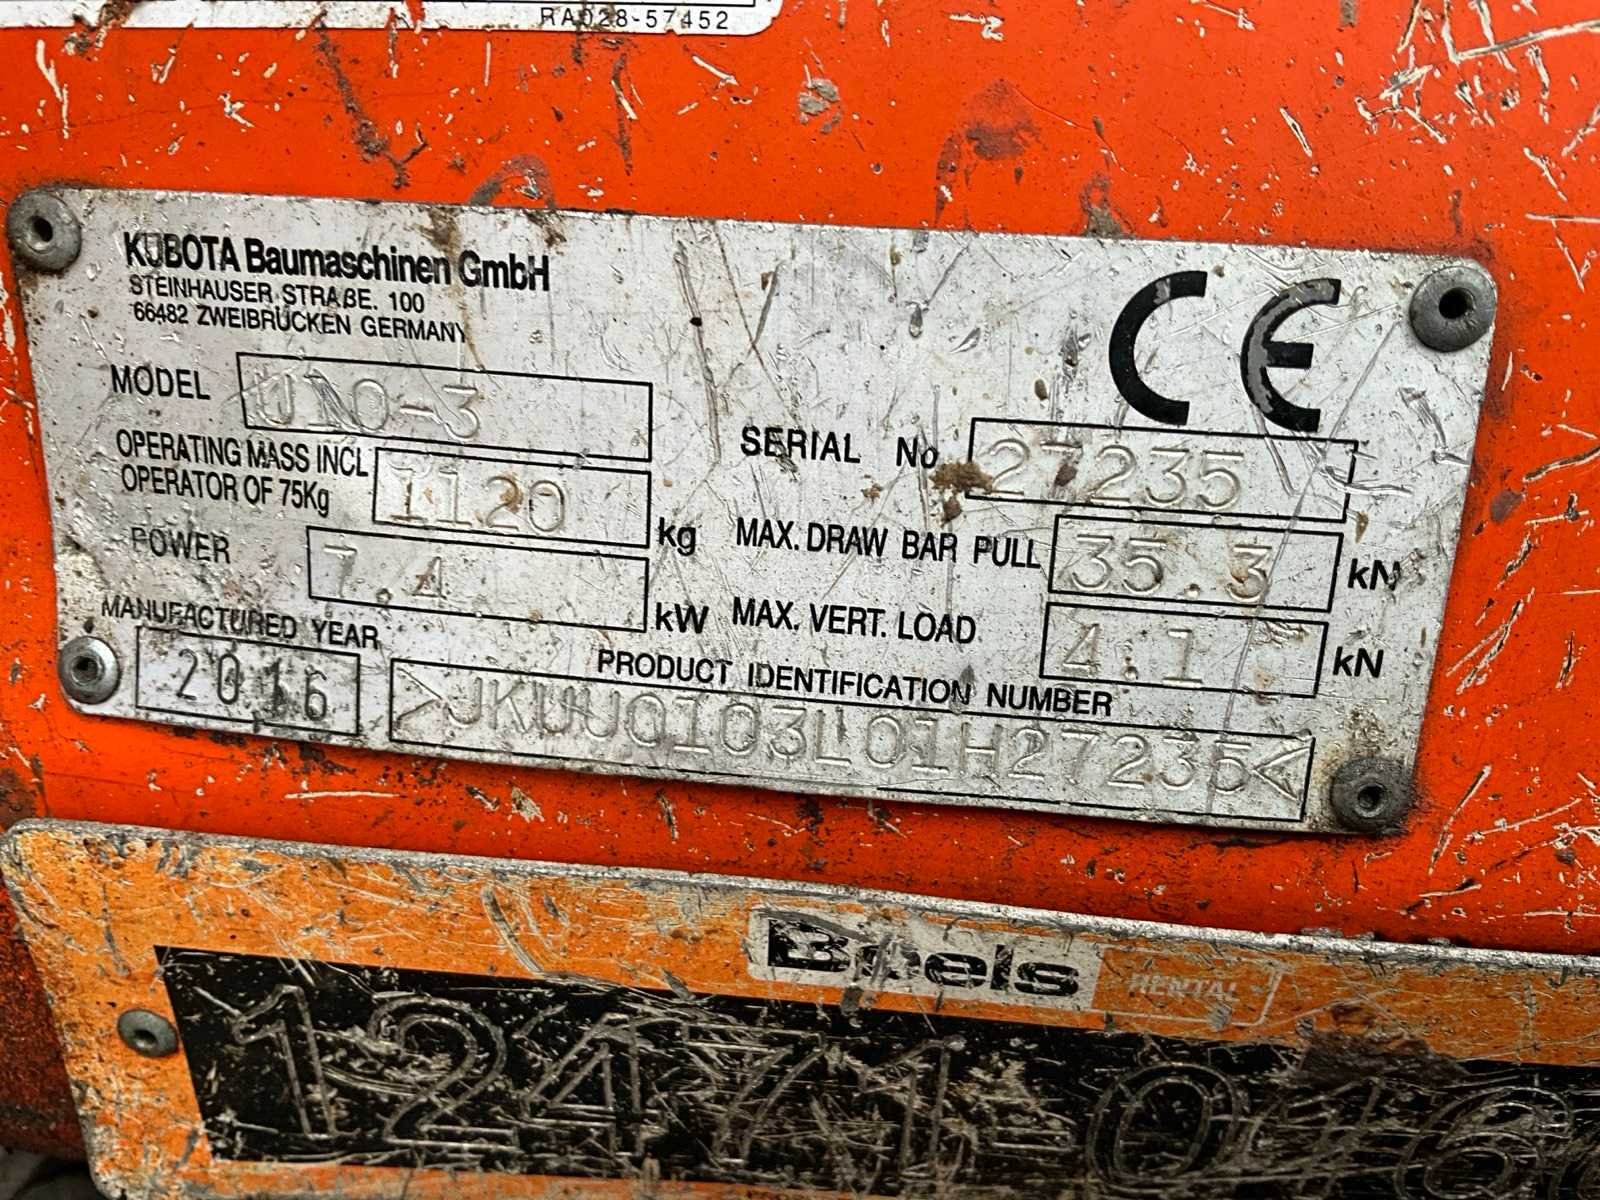 RA028-57452
KUBOTA Baumaschinen GmbH
STEINHAUSER STRAßE. 100
66482 ZWEIBRÜCKEN GERMANY
CE
MODEL U10-3
SERIAL No 27235
OPERATING MASS INCL
OPERATOR OF 75Kg 1120 kg
MAX. DRAW BAR PULL 35.3 kN
POWER 7.4 kW
MAX. VERT. LOAD 4.1 kN
MANUFACTURED YEAR
2016
PRODUCT IDENTIFICATION NUMBER
>JKUU0103L01H27235<
Boels RENTAL